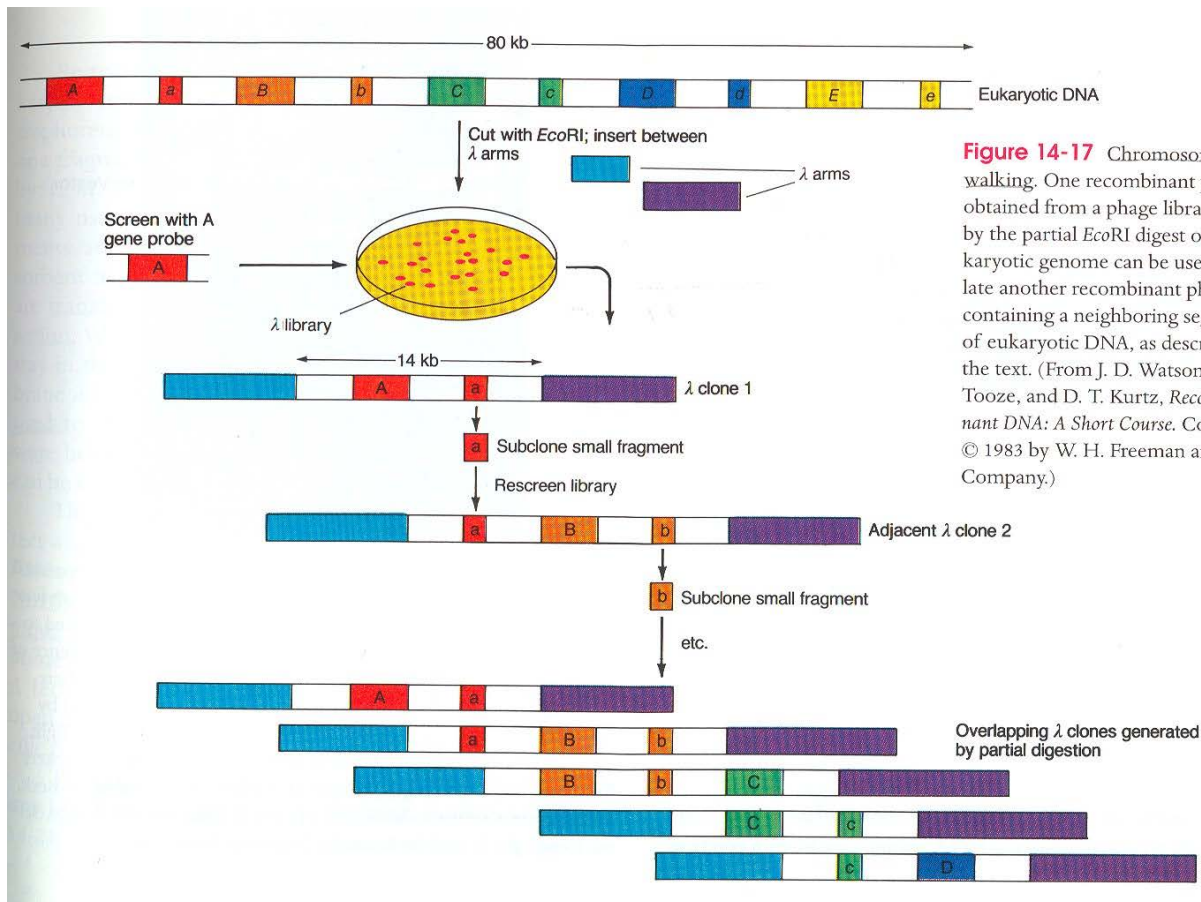 80 kb
A a B b C c D d E e
Eukaryotic DNA
Cut with EcoRI; insert between
λ arms
λ arms
Screen with A
gene probe
A
λ library
14 kb
A a
λ clone 1
a
Subclone small fragment
Rescreen library
a B b
Adjacent λ clone 2
b
Subclone small fragment
etc.
A a
a B b
B b C
C c
c D
Overlapping λ clones generated
by partial digestion
Figure 14-17 Chromoso
walking. One recombinant
obtained from a phage libra
by the partial EcoRI digest o
karyotic genome can be use
late another recombinant ph
containing a neighboring se
of eukaryotic DNA, as descr
the text. (From J. D. Watson
Tooze, and D. T. Kurtz, Reco
nant DNA: A Short Course. Co
© 1983 by W. H. Freeman a
Company.)